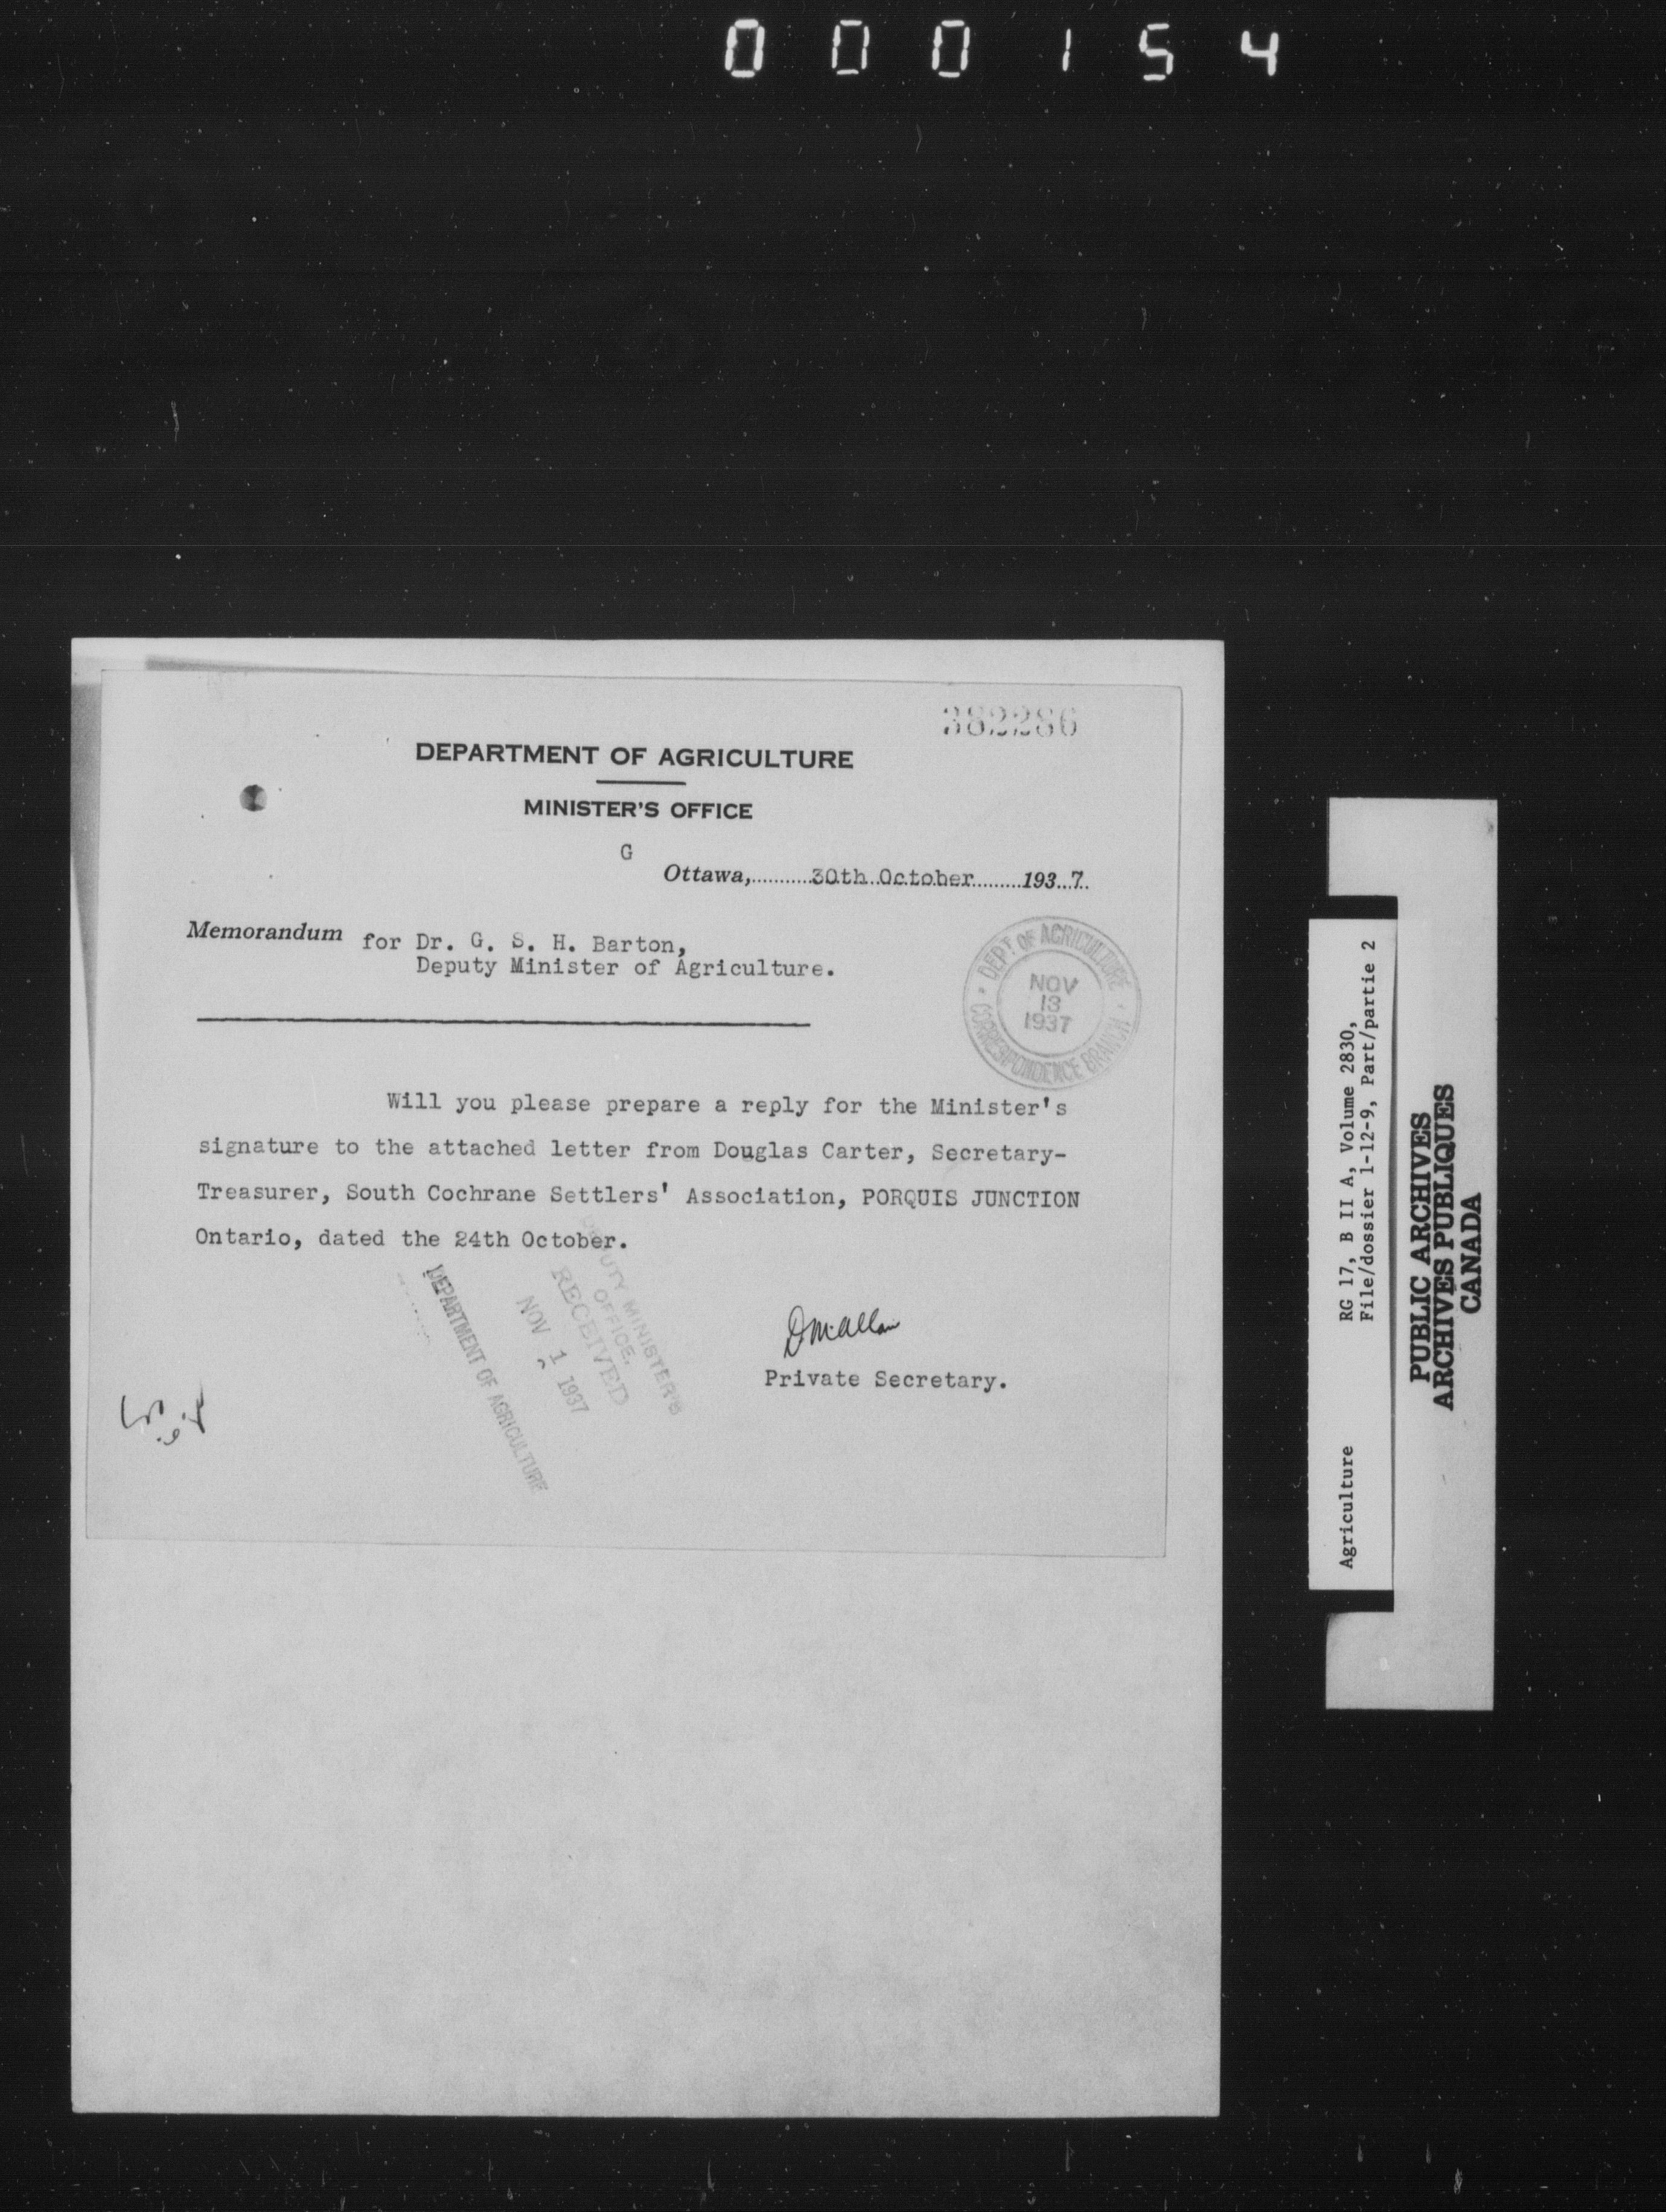 000154
382286
DEPARTMENT OF AGRICULTURE
MINISTER'S OFFICE
G
Ottawa,..........30th October........193..7.
Memorandum for Dr. G. S. H. Barton,
Deputy Minister of Agriculture.
DEPT. OF AGRICULTURE
NOV
13
1937
CORRESPONDENCE BRANCH
Will you please prepare a reply for the Minister's
signature to the attached letter from Douglas Carter, Secretary-
Treasurer, South Cochrane Settlers' Association, PORQUIS JUNCTION
Ontario, dated the 24th October.
DEPUTY MINISTER'S
OFFICE.
RECEIVED
NOV 1 1937
DEPARTMENT OF AGRICULTURE
Private Secretary.
Agriculture RG 17, B II A, Volume 2830,
File/dossier 1-12-9, Part/partie 2
PUBLIC ARCHIVES
ARCHIVES PUBLIQUES
CANADA